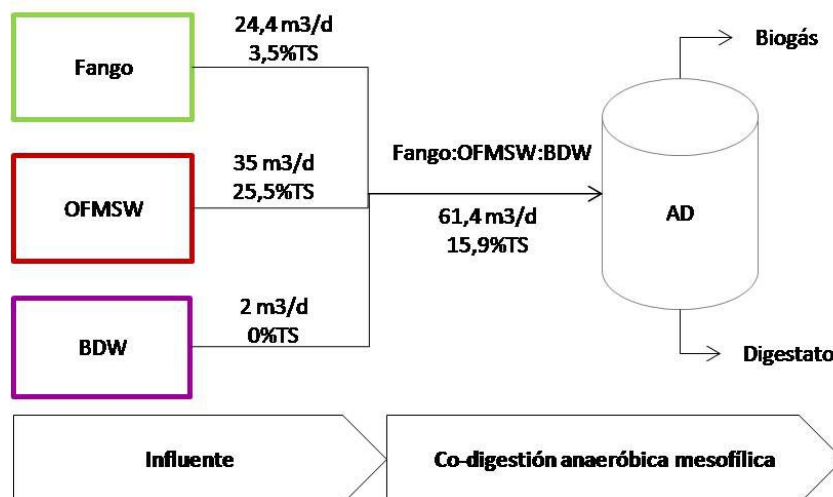 Fango
24,4 m3/d
3,5%TS
OFMSW
35 m3/d
25,5%TS
BDW
2 m3/d
0%TS
Fango:OFMSW:BDW
61,4 m3/d
15,9%TS
AD
Biogás
Digestato
Influente
Co-digestión anaeróbica mesofílica